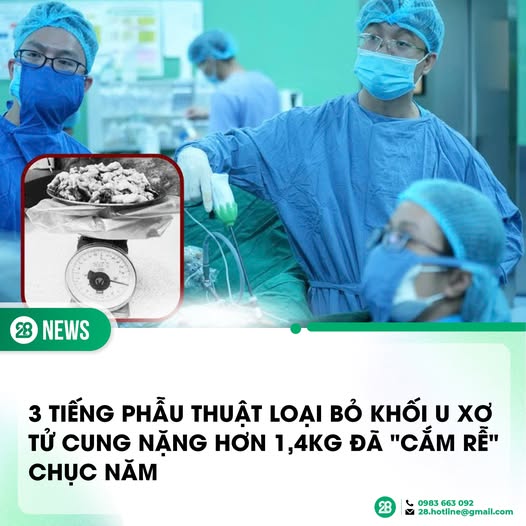 28 NEWS
3 TIẾNG PHẪU THUẬT LOẠI BỎ KHỐI U XƠ
TỬ CUNG NẶNG HƠN 1,4KG ĐÃ "CẮM RỄ"
CHỤC NĂM
28
0983 663 092
28.hotline@gmail.com